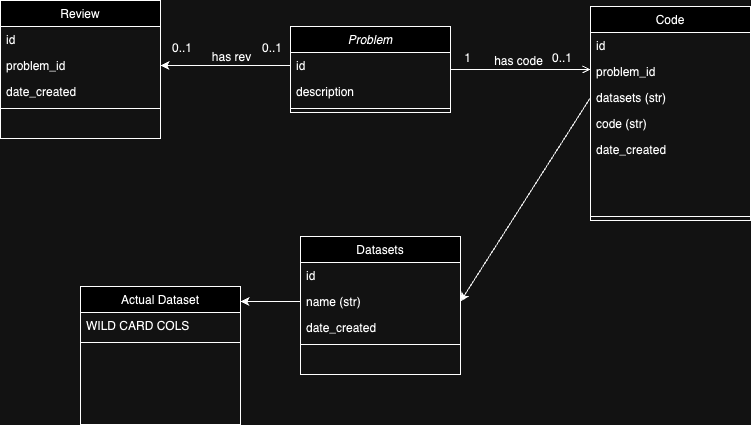 Review
id
problem_id
date_created
0..1
has rev
0..1
Problem
id
description
1
has code
0..1
Code
id
problem_id
datasets (str)
code (str)
date_created
Datasets
id
name (str)
date_created
Actual Dataset
WILD CARD COLS